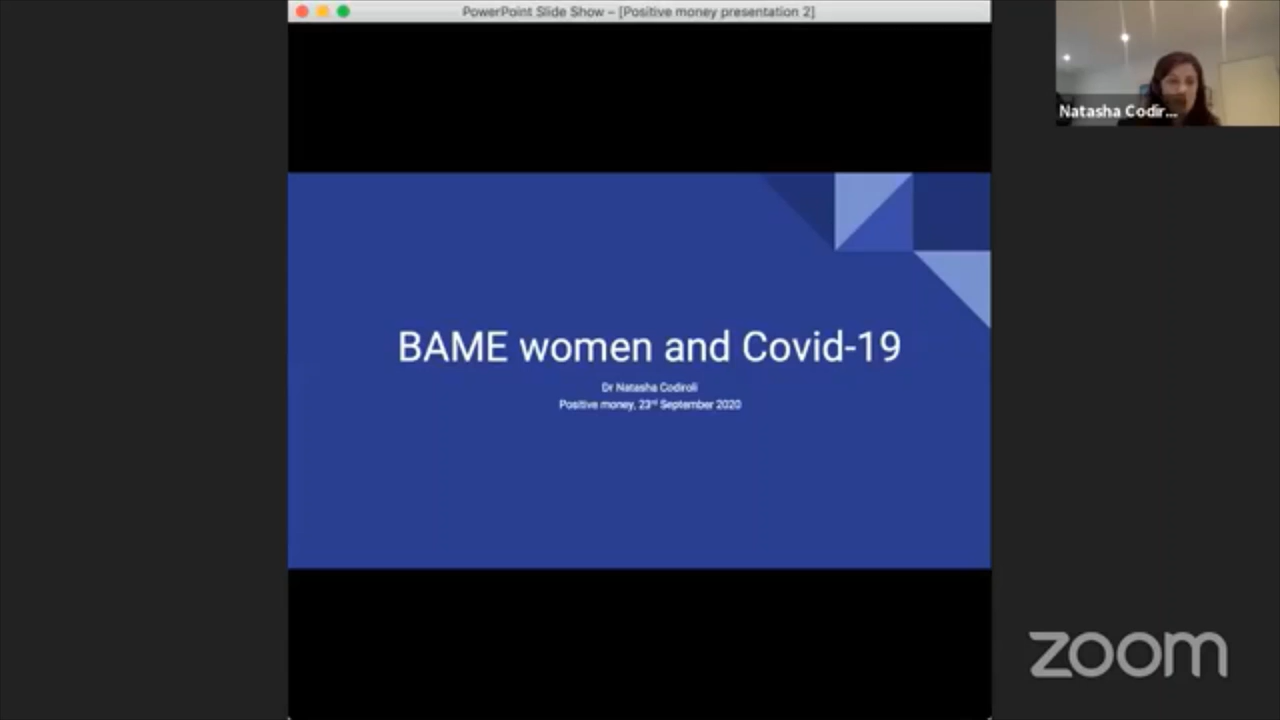 PowerPoint Slide Show – [Positive money presentation 2]
Natasha Codir...
BAME women and Covid-19
Dr Natasha Codiroli
Positive money, 23rd September 2020
zoom